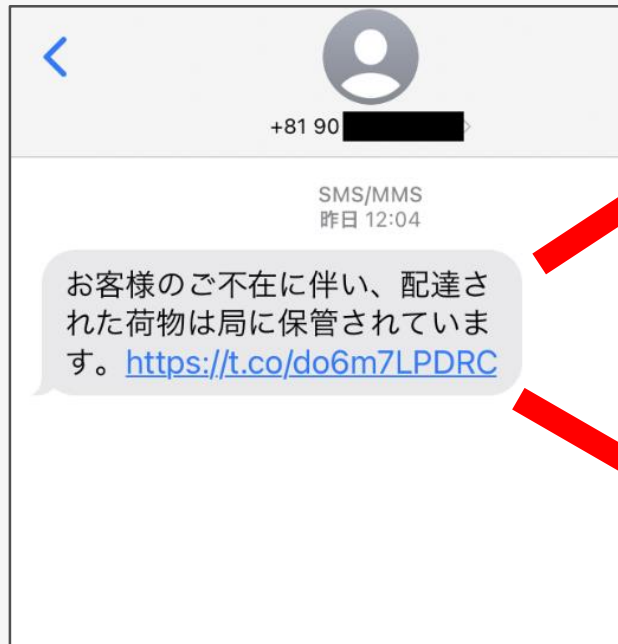 +81 90
SMS/MMS
昨日 12:04
お客様のご不在に伴い、配達さ
れた荷物は局に保管されていま
す。https://t.co/do6m7LPDRC